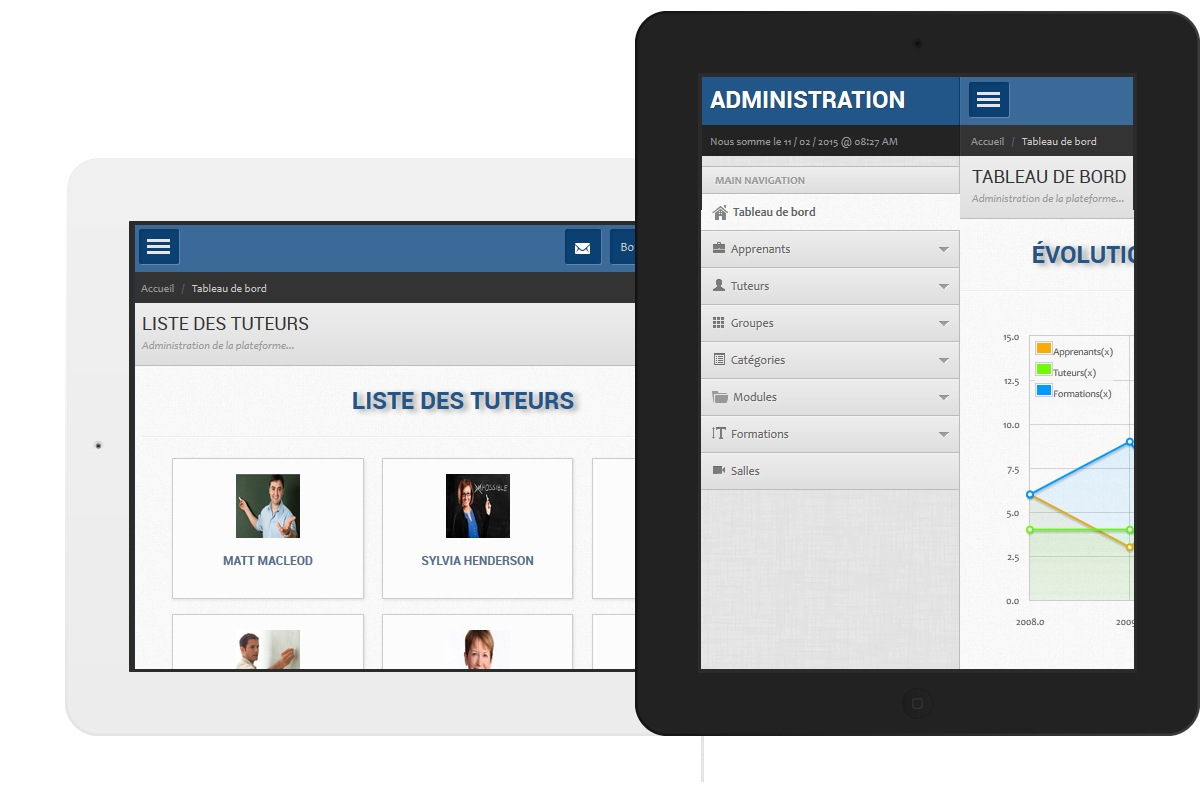 Bo
Accueil / Tableau de bord
LISTE DES TUTEURS
Administration de la plateforme...
LISTE DES TUTEURS
MATT MACLEOD
IMPOSSIBLE
SYLVIA HENDERSON
ADMINISTRATION
Nous somme le 11 / 02 / 2015 @ 08:27 AM
MAIN NAVIGATION
Tableau de bord
Apprenants
Tuteurs
Groupes
Catégories
Modules
Formations
Salles
Accueil / Tableau de bord
TABLEAU DE BORD
Administration de la plateforme...
ÉVOLUTIO
15.0
12.5
10.0
7.5
5.0
2.5
0.0
Apprenants(x)
Tuteurs(x)
Formations(x)
2008.0
2009